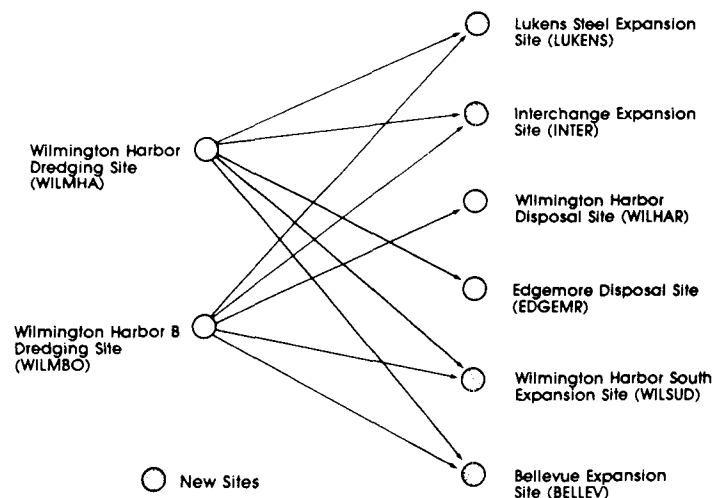 Lukens Steel Expansion
Site (LUKENS)
Interchange Expansion
Site (INTER)
Wilmington Harbor
Dredging Site
(WILMHA)
Wilmington Harbor
Disposal Site (WILHAR)
Edgemore Disposal Site
(EDGEMR)
Wilmington Harbor B
Dredging Site
(WILMBO)
Wilmington Harbor South
Expansion Site (WILSUD)
Bellevue Expansion
Site (BELLEV)
New Sites